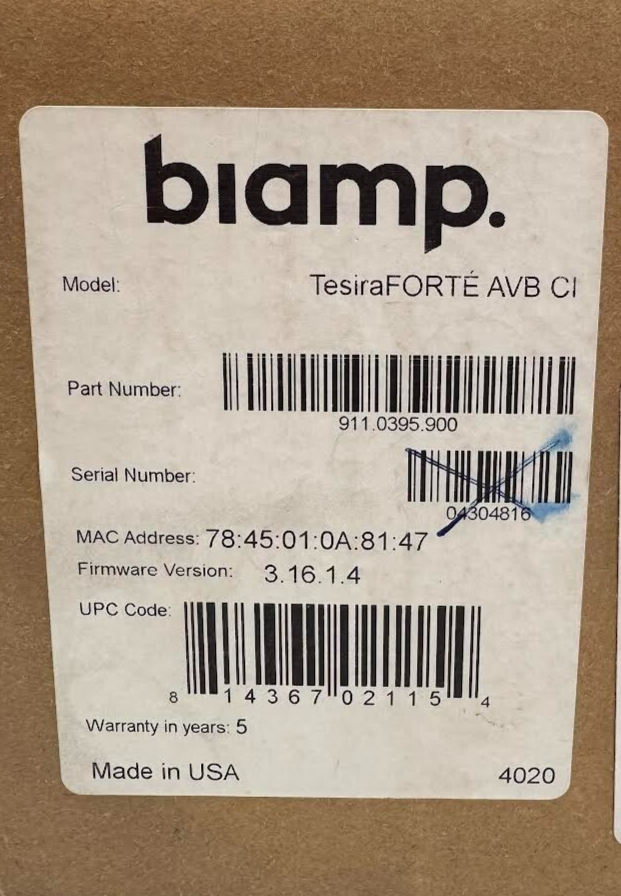 biamp.
Model: TesiraFORTÉ AVB CI
Part Number:
911.0395.900
Serial Number:
04304816
MAC Address: 78:45:01:0A:81:47
Firmware Version: 3.16.1.4
UPC Code:
8 14367 02115 4
Warranty in years: 5
Made in USA 4020